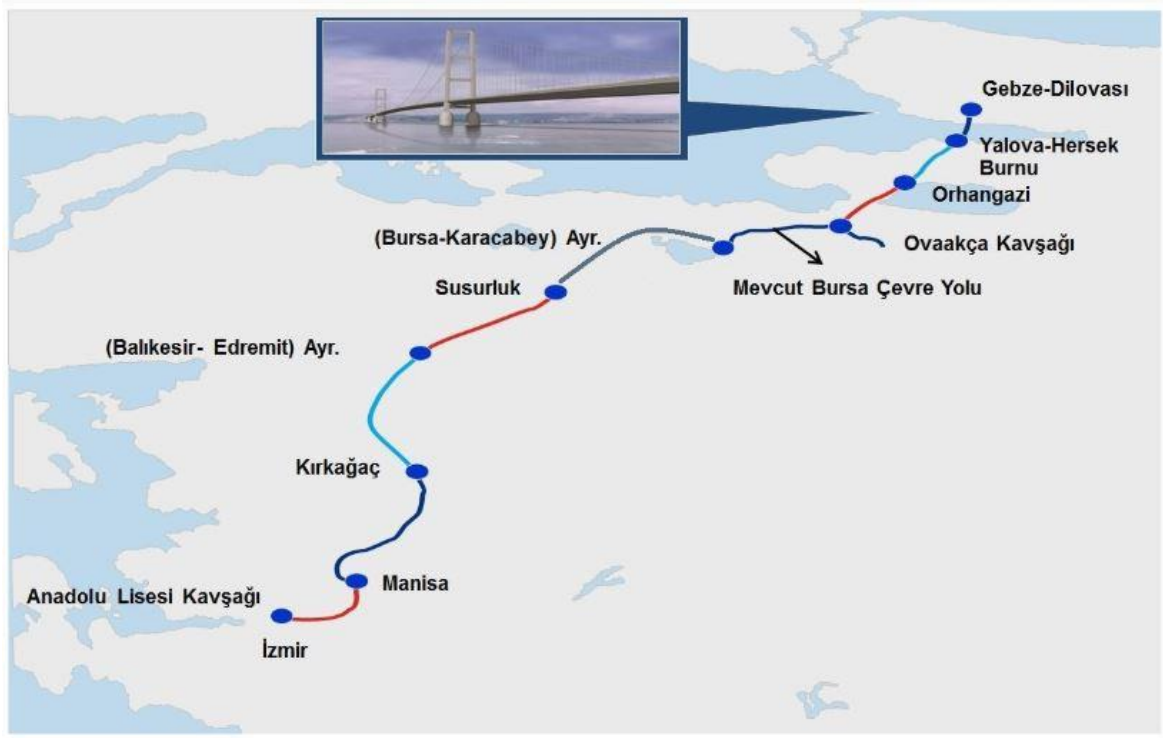 Gebze-Dilovası
Yalova-Hersek
Burnu
Orhangazi
(Bursa-Karacabey) Ayr.
Ovaakça Kavşağı
Susurluk
Mevcut Bursa Çevre Yolu
(Balıkesir- Edremit) Ayr.
Kırkağaç
Manisa
Anadolu Lisesi Kavşağı
İzmir